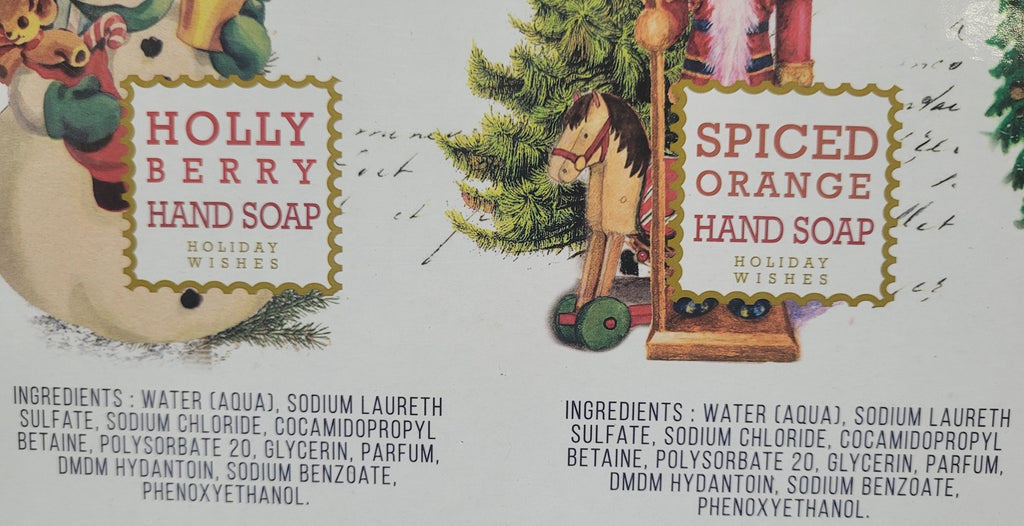 HOLLY
BERRY
HAND SOAP
HOLIDAY
WISHES
INGREDIENTS : WATER (AQUA), SODIUM LAURETH
SULFATE, SODIUM CHLORIDE, COCAMIDOPROPYL
BETAINE, POLYSORBATE 20, GLYCERIN, PARFUM,
DMDM HYDANTOIN, SODIUM BENZOATE,
PHENOXYETHANOL.
SPICED
ORANGE
HAND SOAP
HOLIDAY
WISHES
INGREDIENTS : WATER (AQUA), SODIUM LAURETH
SULFATE, SODIUM CHLORIDE, COCAMIDOPROPYL
BETAINE, POLYSORBATE 20, GLYCERIN, PARFUM,
DMDM HYDANTOIN, SODIUM BENZOATE,
PHENOXYETHANOL.